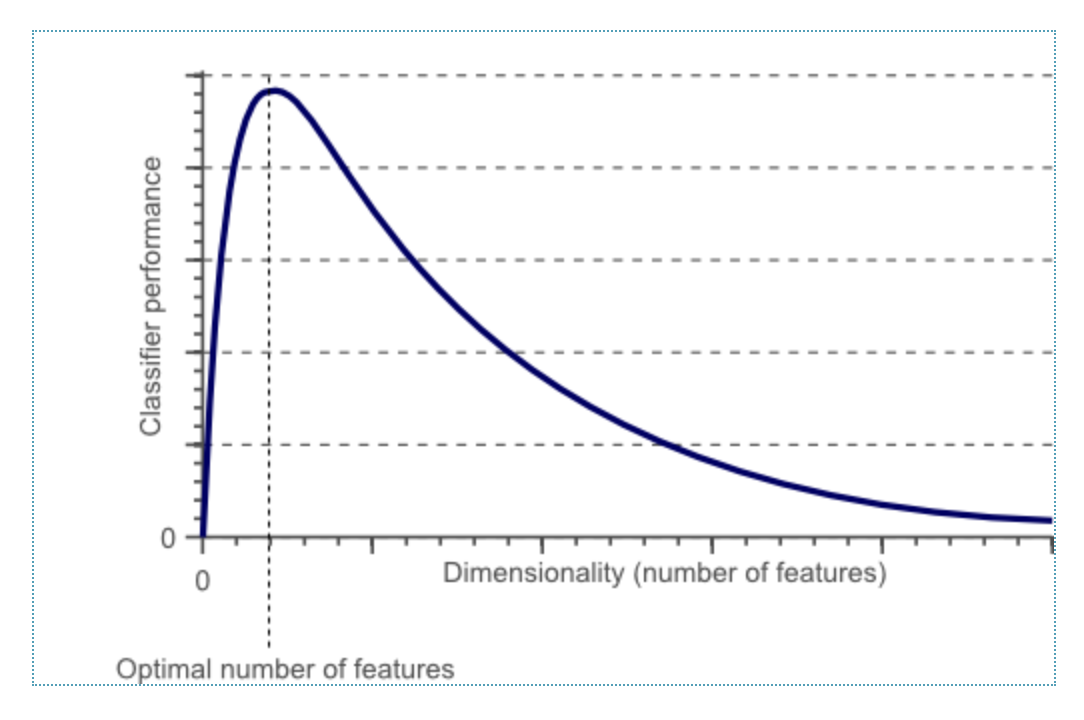 Classifier performance
0
0
Dimensionality (number of features)
Optimal number of features